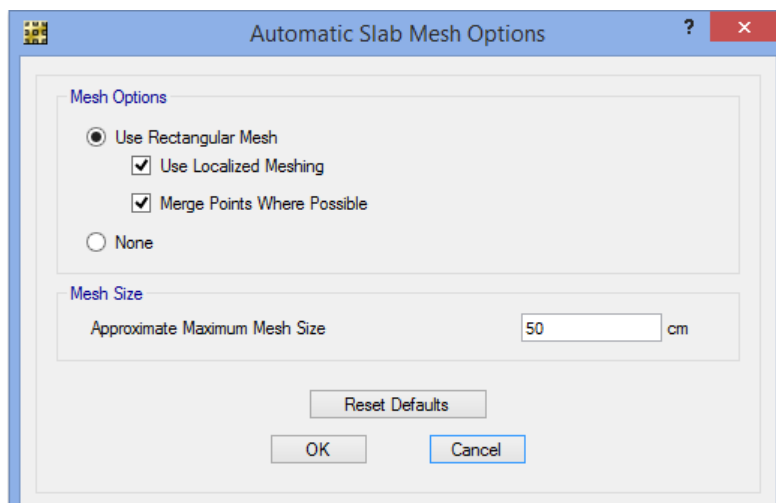 Automatic Slab Mesh Options
?
Mesh Options
Use Rectangular Mesh
Use Localized Meshing
Merge Points Where Possible
None
Mesh Size
Approximate Maximum Mesh Size 50 cm
Reset Defaults
OK Cancel